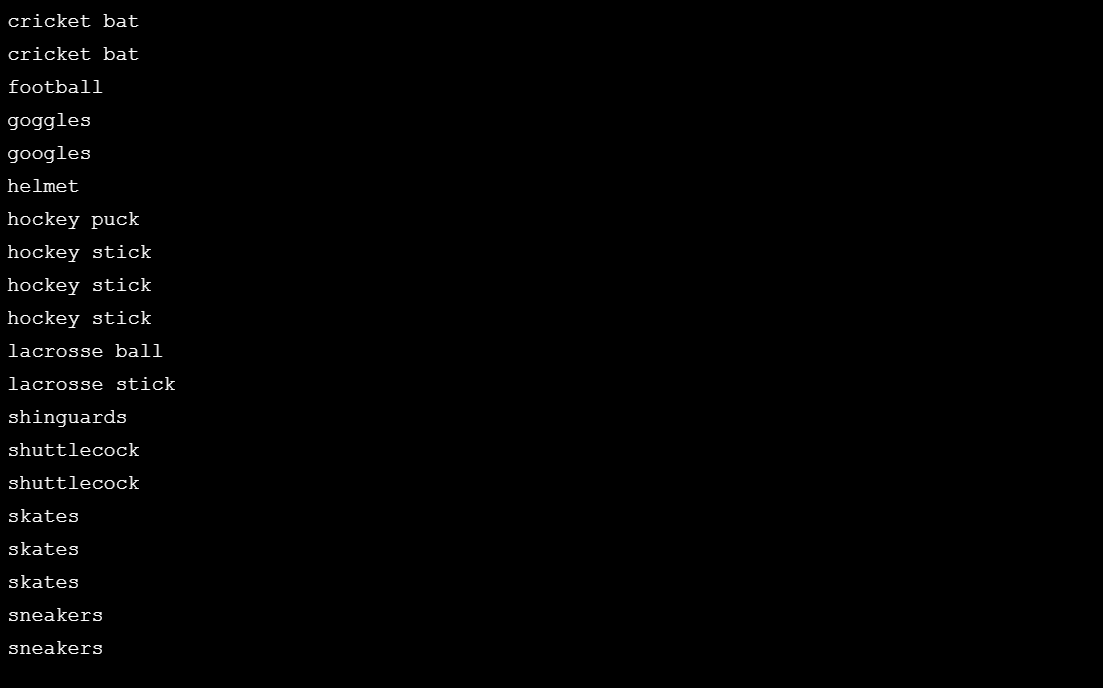 cricket bat
cricket bat
football
goggles
googles
helmet
hockey puck
hockey stick
hockey stick
hockey stick
lacrosse ball
lacrosse stick
shinguards
shuttlecock
shuttlecock
skates
skates
skates
sneakers
sneakers